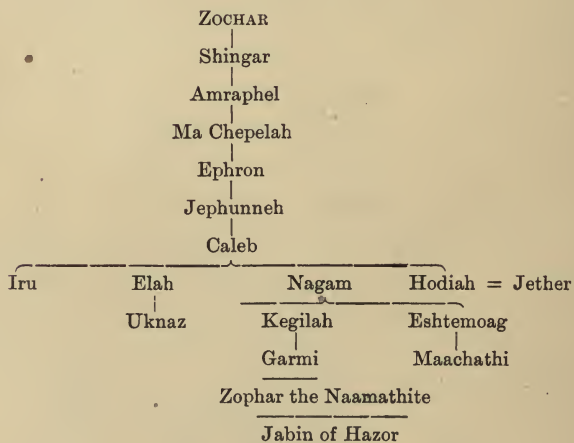 ZOCHAR
Shingar
Amraphel
Ma Chepelah
Ephron
Jephunneh
Caleb
Iru Elah Nagam Hodiah = Jether
Uknaz Kegilah Eshtemoag
Garmi Maachathi
Zophar the Naamathite
Jabin of Hazor